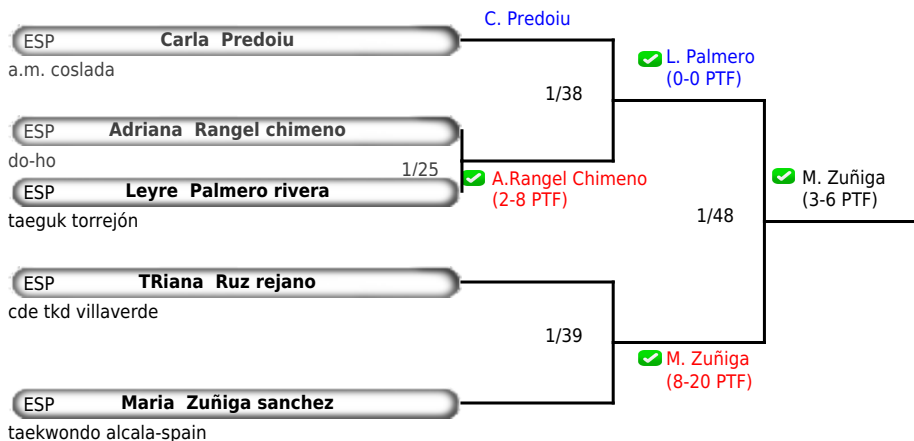 C. Predoiu
ESP Carla Predoiu
a.m. coslada
L. Palmero
(0-0 PTF)
1/38
ESP Adriana Rangel chimeno
do-ho
1/25
A.Rangel Chimeno
(2-8 PTF)
ESP Leyre Palmero rivera
taeguk torrejón
M. Zuñiga
(3-6 PTF)
1/48
ESP TRiana Ruz rejano
cde tkd villaverde
1/39
M. Zuñiga
(8-20 PTF)
ESP Maria Zuñiga sanchez
taekwondo alcala-spain